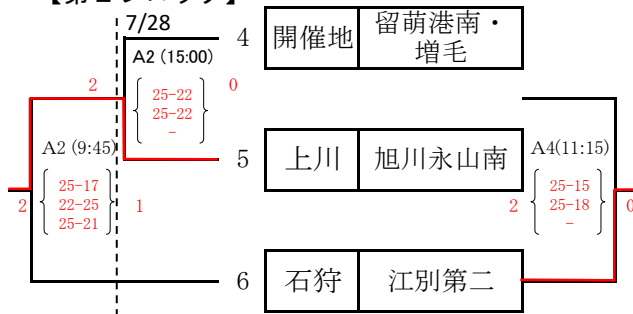 【第2ブロック】
7/28
4 開催地 留萌港南・
増毛
A2 (15:00)
2 0
25-22
25-22
-
5 上川 旭川永山南
A2 (9:45) A4(11:15)
25-17
22-25
25-21
2 1
25-15
25-18
-
2 0
6 石狩 江別第二